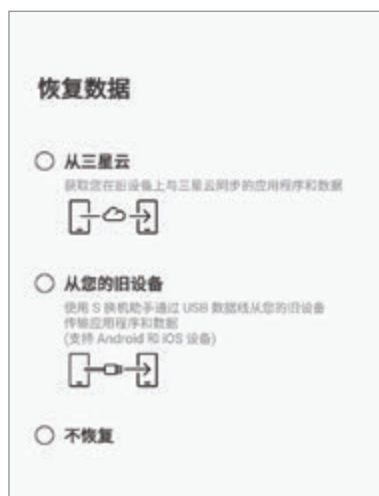 恢复数据
从三星云
获取您在旧设备上与三星云同步的应用程序和数据
从您的旧设备
使用 S 换机助手通过 USB 数据线从您的旧设备
传输应用程序和数据
(支持 Android 和 iOS 设备)
不恢复